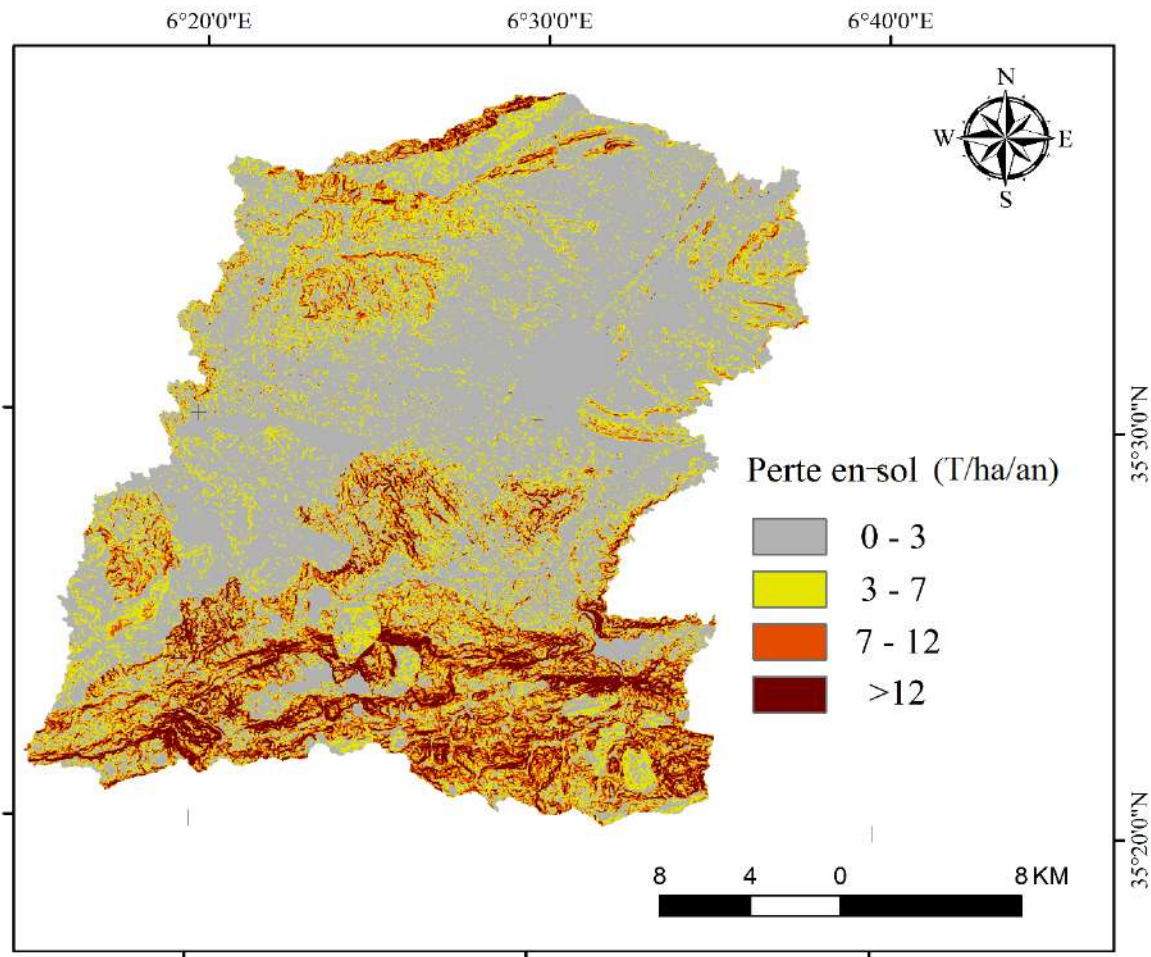 6°20'0"E 6°30'0"E 6°40'0"E
N
W E
S
35°30'0"N
Perte en-sol (T/ha/an)
0 - 3
3 - 7
7 - 12
>12
35°20'0"N
8 4 0 8 KM